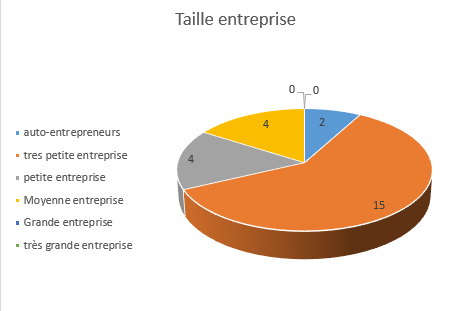 Taille entreprise
auto-entrepreneurs
tres petite entreprise
petite entreprise
Moyenne entreprise
Grande entreprise
très grande entreprise
0 0
2
4
4
15